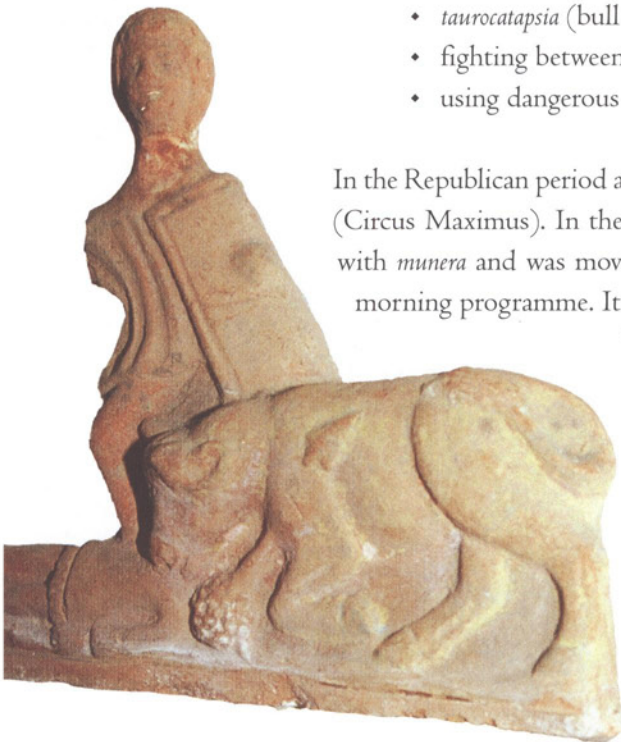 • taurocatapsia (bull
• fighting between
• using dangerous
In the Republican period a
(Circus Maximus). In the
with munera and was mov
morning programme. It